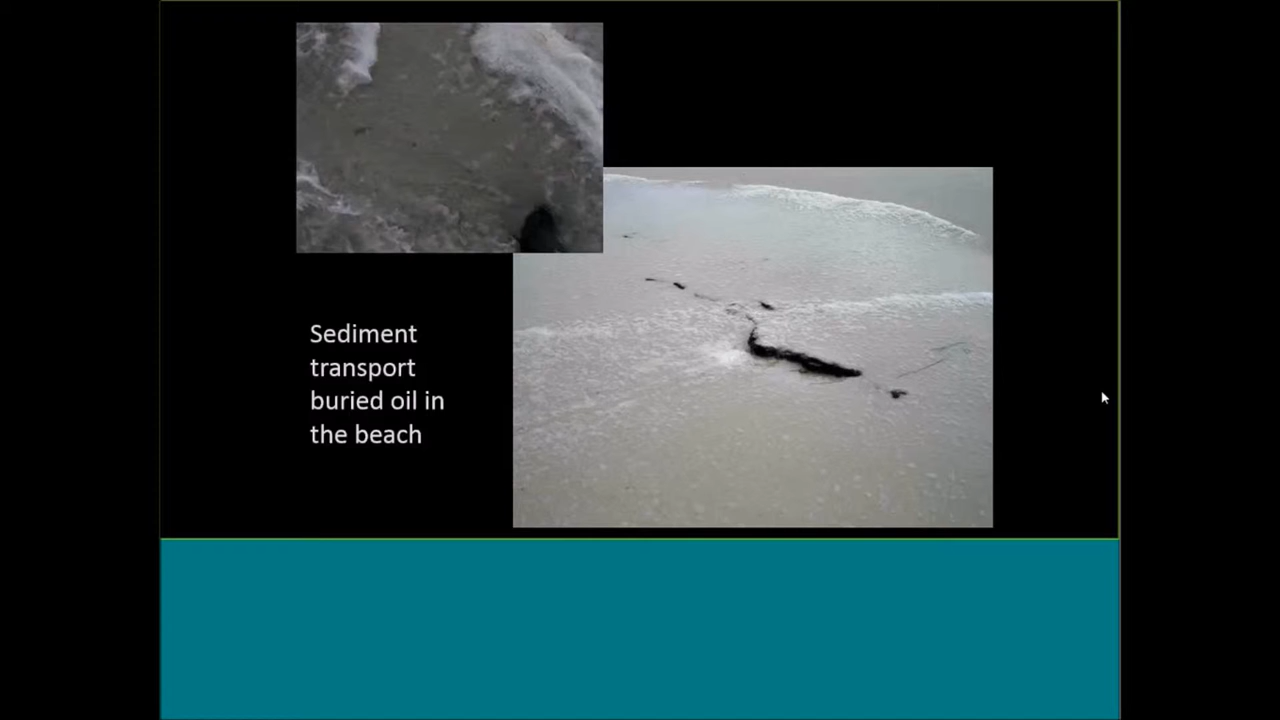 Sediment
transport
buried oil in
the beach